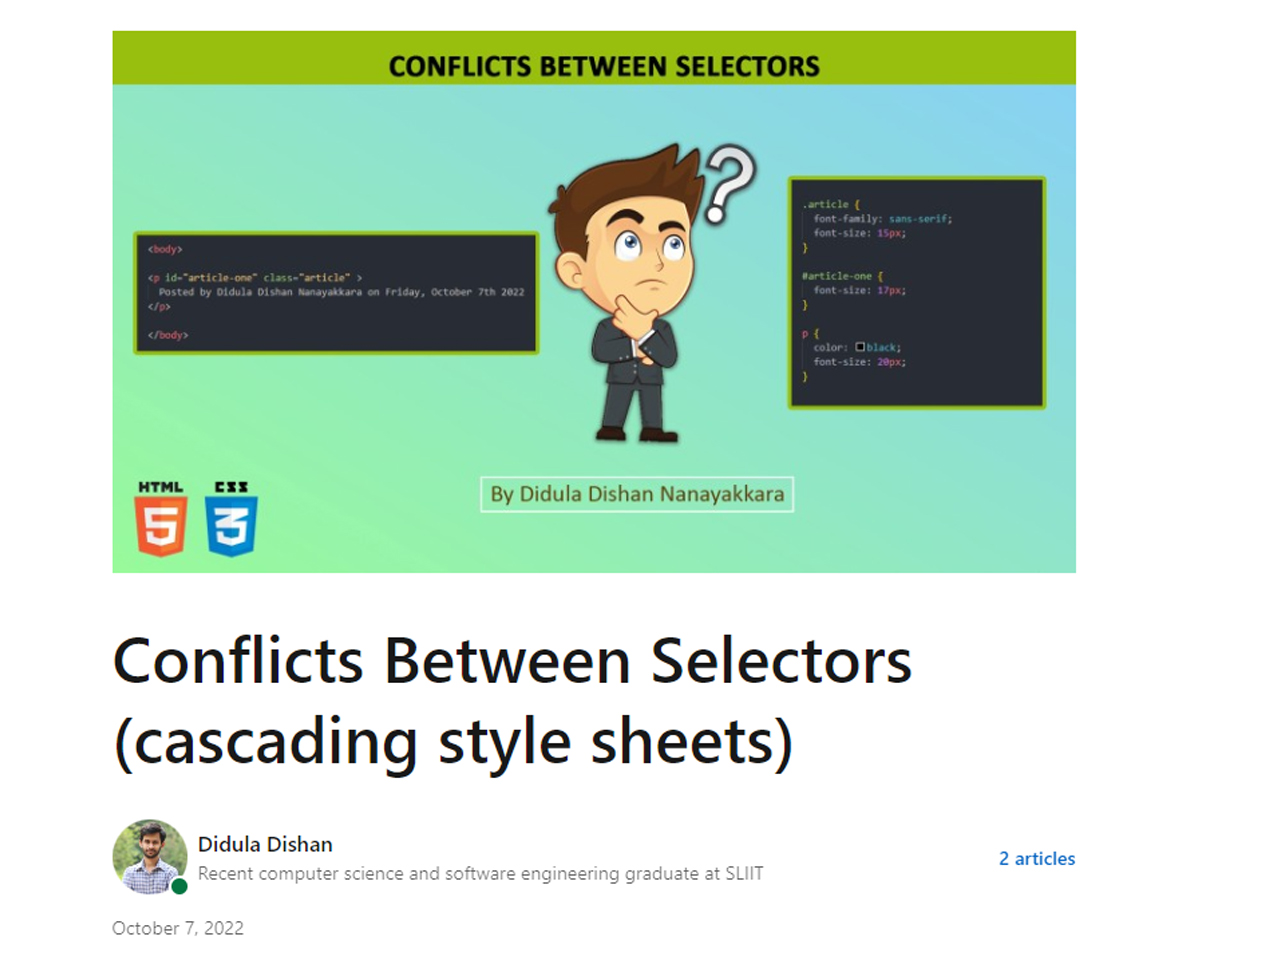 CONFLICTS BETWEEN SELECTORS
<body>
<p id="article-one" class="article" >
Posted by Didula Dishan Nanayakkara on Friday, October 7th 2022
</p>
</body>
?
.article {
font-family: sans-serif;
font-size: 15px;
}
#article-one {
font-size: 17px;
}
p {
color: black;
font-size: 20px;
}
HTML
5
CSS
3
By Didula Dishan Nanayakkara
Conflicts Between Selectors
(cascading style sheets)
Didula Dishan
Recent computer science and software engineering graduate at SLIIT
2 articles
October 7, 2022